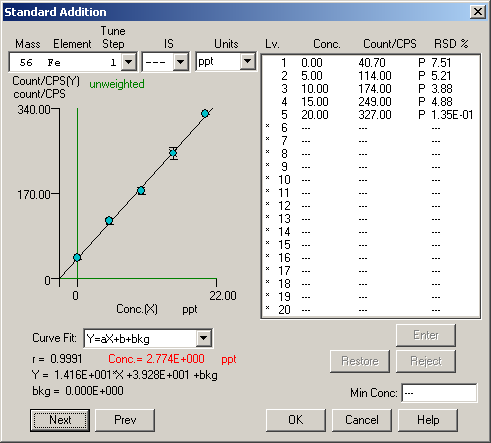 Standard Addition
Mass Element Tune Step IS Units
56 Fe 1 --- ppt
Count/CPS(Y) unweighted
count/CPS
340.00
170.00
0
0 22.00
Conc.(X) ppt
Lv. Conc. Count/CPS RSD %
1 0.00 40.70 P 7.51
2 5.00 114.00 P 5.21
3 10.00 174.00 P 3.88
4 15.00 249.00 P 4.88
5 20.00 327.00 P 1.35E-01
* 6 --- --- ---
* 7 --- --- ---
* 8 --- --- ---
* 9 --- --- ---
* 10 --- --- ---
* 11 --- --- ---
* 12 --- --- ---
* 13 --- --- ---
* 14 --- --- ---
* 15 --- --- ---
* 16 --- --- ---
* 17 --- --- ---
* 18 --- --- ---
* 19 --- --- ---
* 20 --- --- ---
Curve Fit: Y=aX+b+bkg
r = 0.9991 Conc.= 2.774E+000 ppt
Y = 1.416E+001*X +3.928E+001 +bkg
bkg = 0.000E+000
Enter
Restore Reject
Min Conc: ---
Next Prev OK Cancel Help